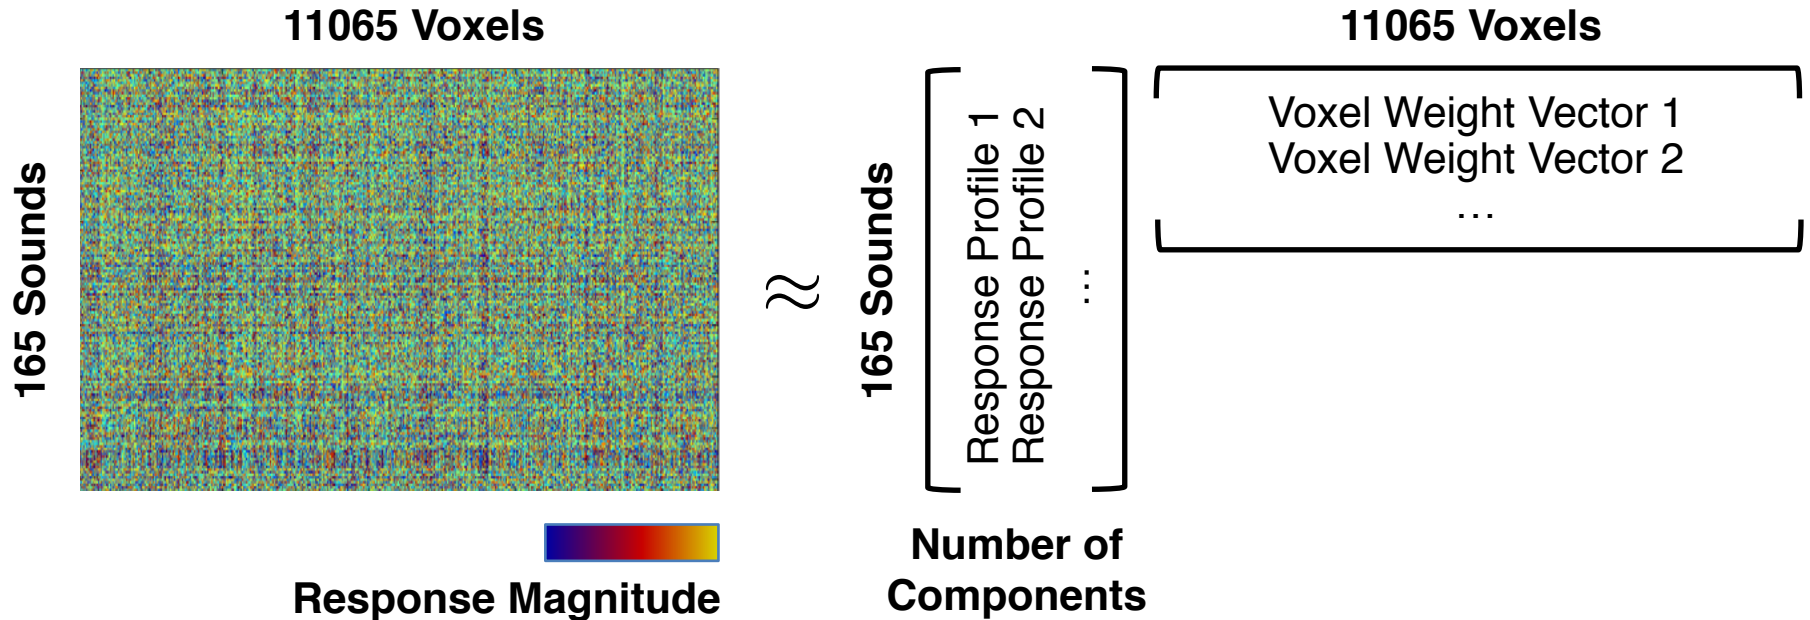 11065 Voxels
165 Sounds
Response Magnitude
≈
165 Sounds
Response Profile 1
Response Profile 2
...
Number of
Components
11065 Voxels
Voxel Weight Vector 1
Voxel Weight Vector 2
...